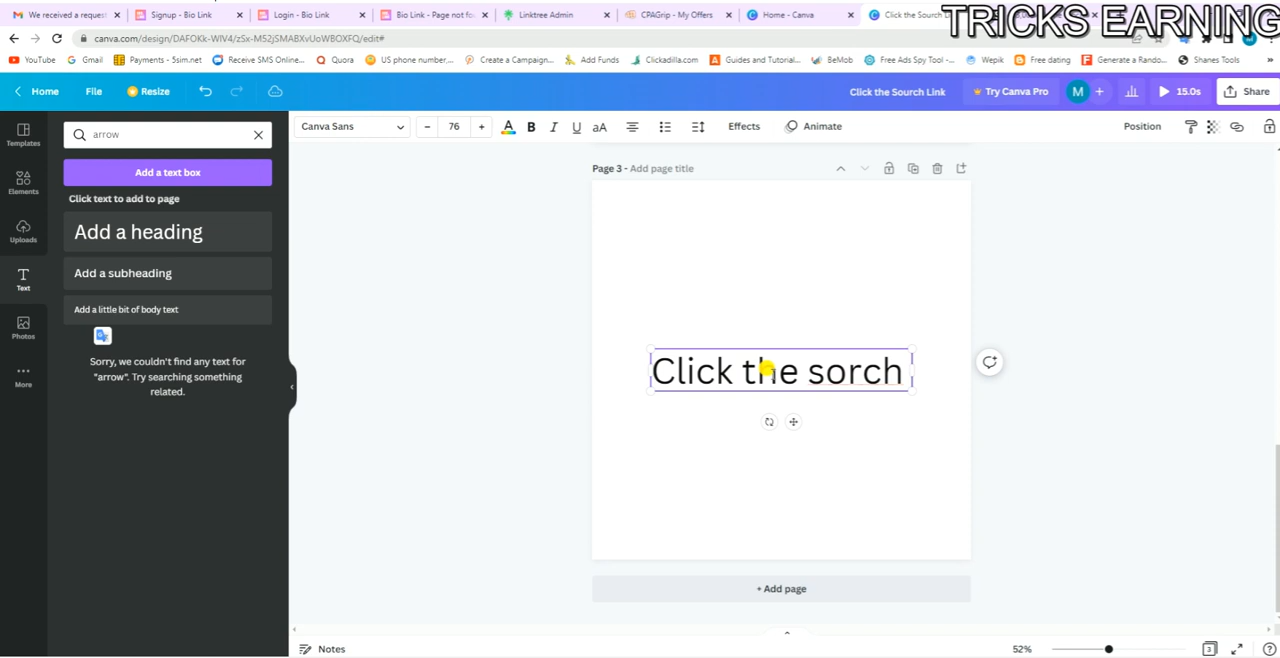 We received a reques
Signup - Bio Link
Login - Bio Link
Bio Link - Page not fo
Linktree Admin
CPAGrip - My Offers
Home - Canva
Click the Sourch
TRICKS EARNING
canva.com/design/DAFOKk-WIV4/zSx-MS2jSMABXvUoWBOXFQ/edit#
YouTube
Gmail
Payments - 5sim.net
Receive SMS Online...
Quora
US phone number,...
Create a Campaign...
Add Funds
Clickadilla.com
Guides and Tutorial...
BeMob
Free Ads Spy Tool -...
Wepik
Free dating
Generate a Rando...
Shanes Tools
Home
File
Resize
Click the Sourch Link
Try Canva Pro
M
15.0s
Share
Templates
Elements
Uploads
Text
Photos
More
arrow
Add a text box
Click text to add to page
Add a heading
Add a subheading
Add a little bit of body text
Sorry, we couldn't find any text for
"arrow". Try searching something
related.
Canva Sans
76
B
I
U
aA
Effects
Animate
Position
Page 3 - Add page title
Click the sorch
+ Add page
Notes
52%
3